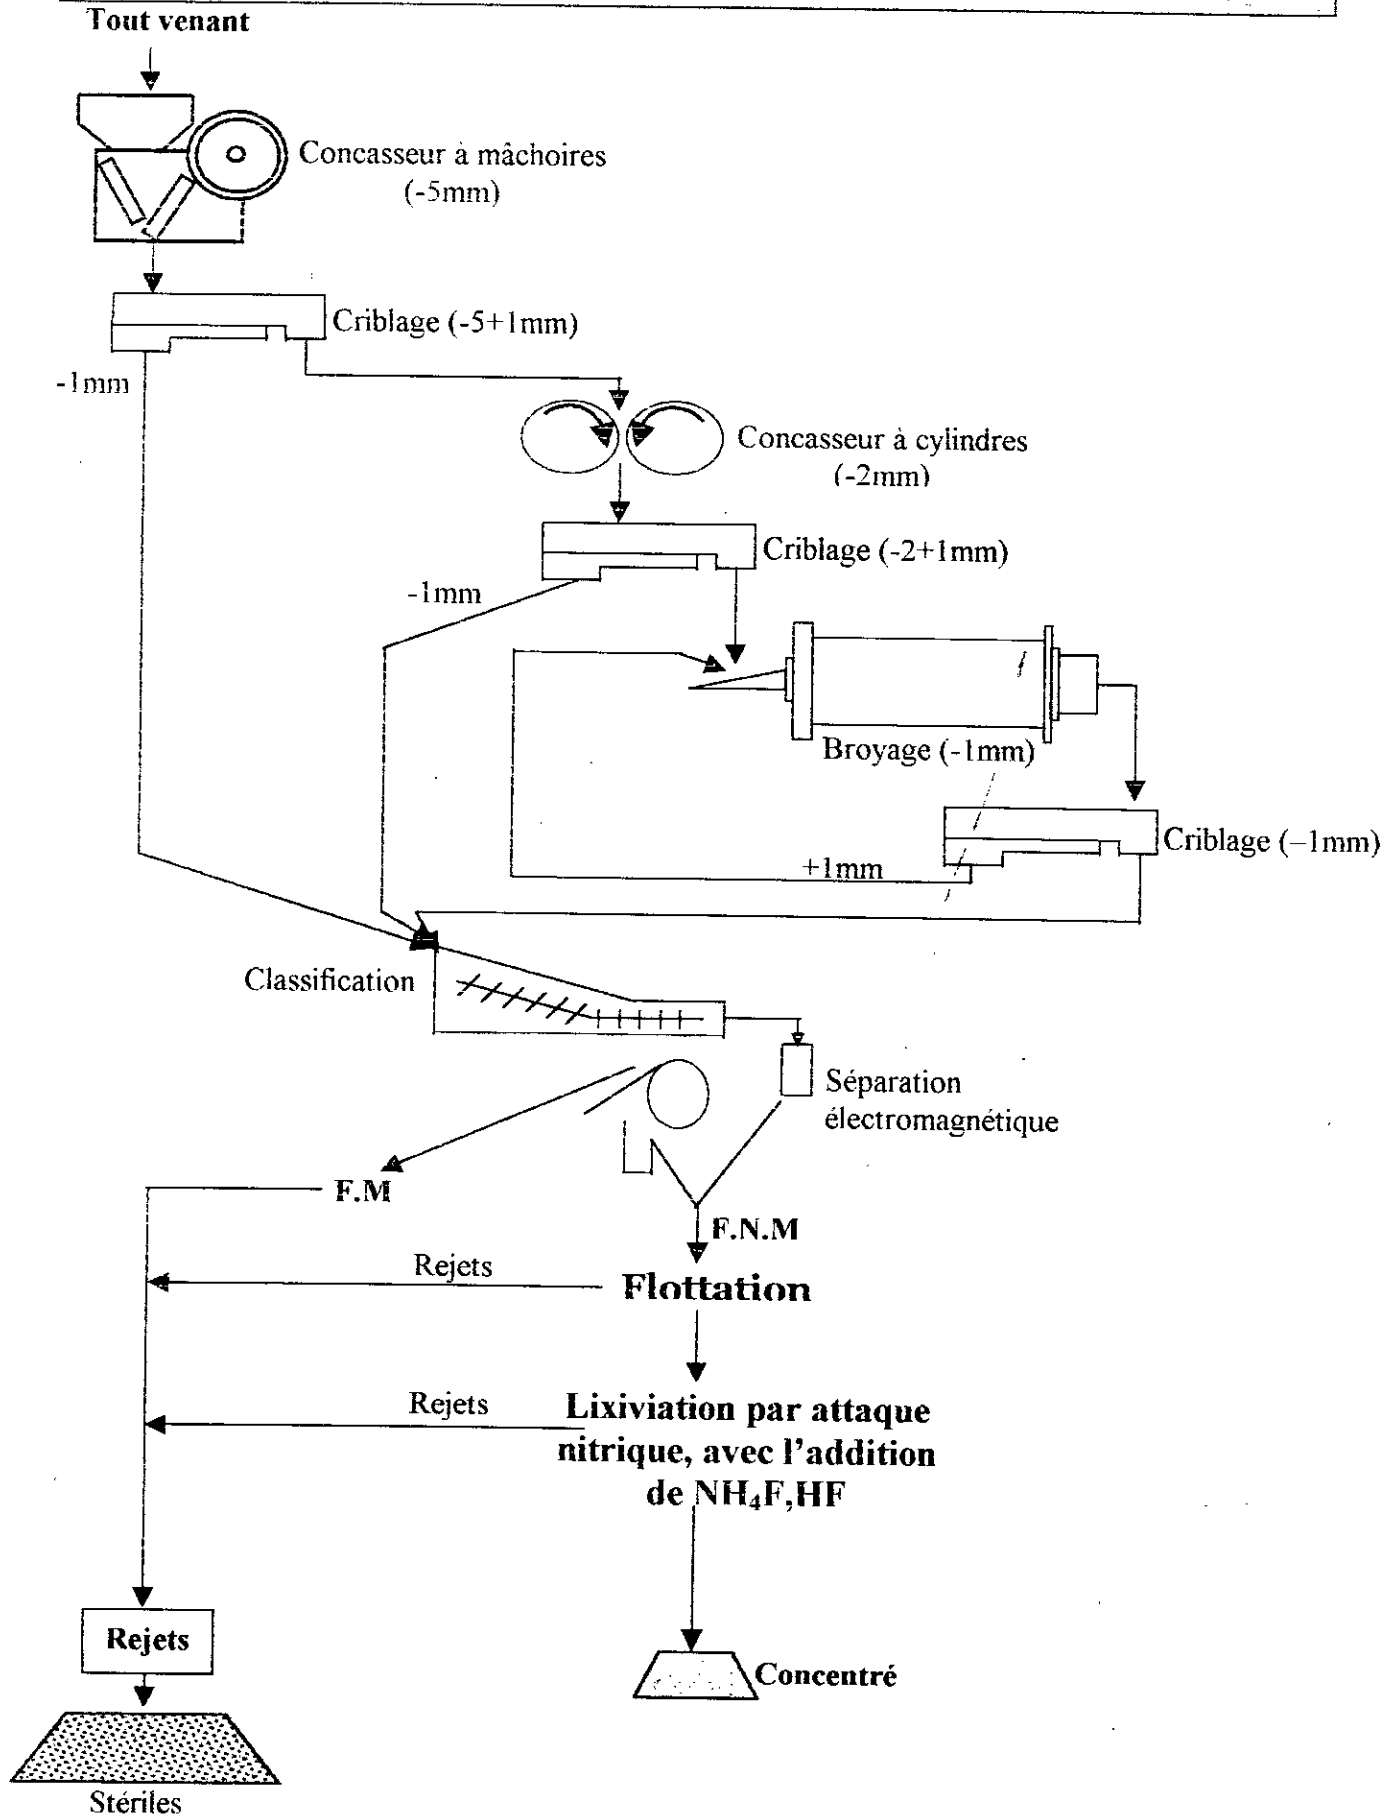 Tout venant
Concasseur à mâchoires
(-5mm)
Criblage (-5+1mm)
-1mm
Concasseur à cylindres
(-2mm)
Criblage (-2+1mm)
-1mm
Broyage (-1mm)
Criblage (–1mm)
+1mm
Classification
Séparation
électromagnétique
F.M
F.N.M
Rejets
Flottation
Rejets
Lixiviation par attaque
nitrique, avec l'addition
de NH₄F,HF
Rejets
Concentré
Stériles